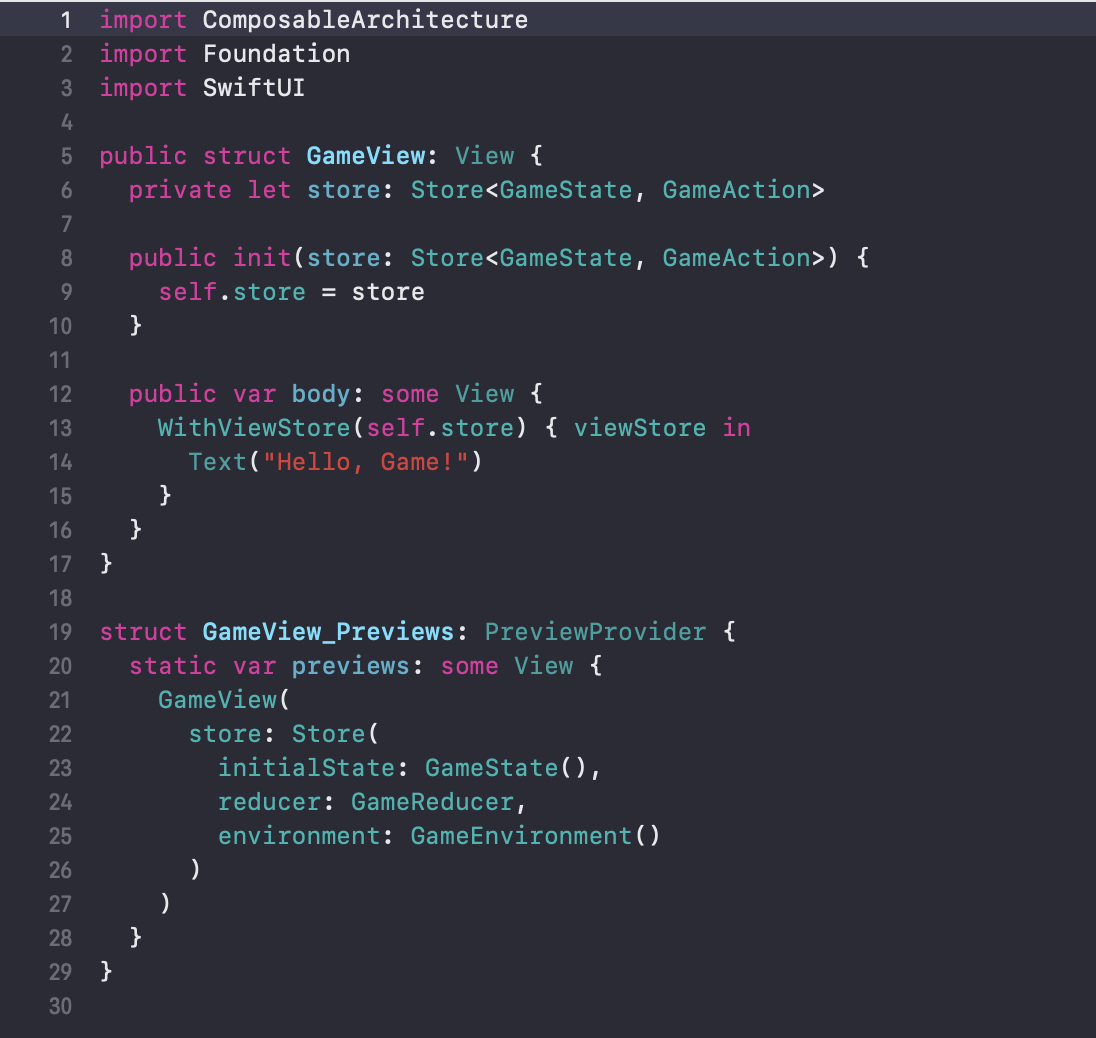 1 import ComposableArchitecture
2 import Foundation
3 import SwiftUI
4
5 public struct GameView: View {
6   private let store: Store<GameState, GameAction>
7
8   public init(store: Store<GameState, GameAction>) {
9     self.store = store
10   }
11
12   public var body: some View {
13     WithViewStore(self.store) { viewStore in
14       Text("Hello, Game!")
15     }
16   }
17 }
18
19 struct GameView_Previews: PreviewProvider {
20   static var previews: some View {
21     GameView(
22       store: Store(
23         initialState: GameState(),
24         reducer: GameReducer,
25         environment: GameEnvironment()
26       )
27     )
28   }
29 }
30